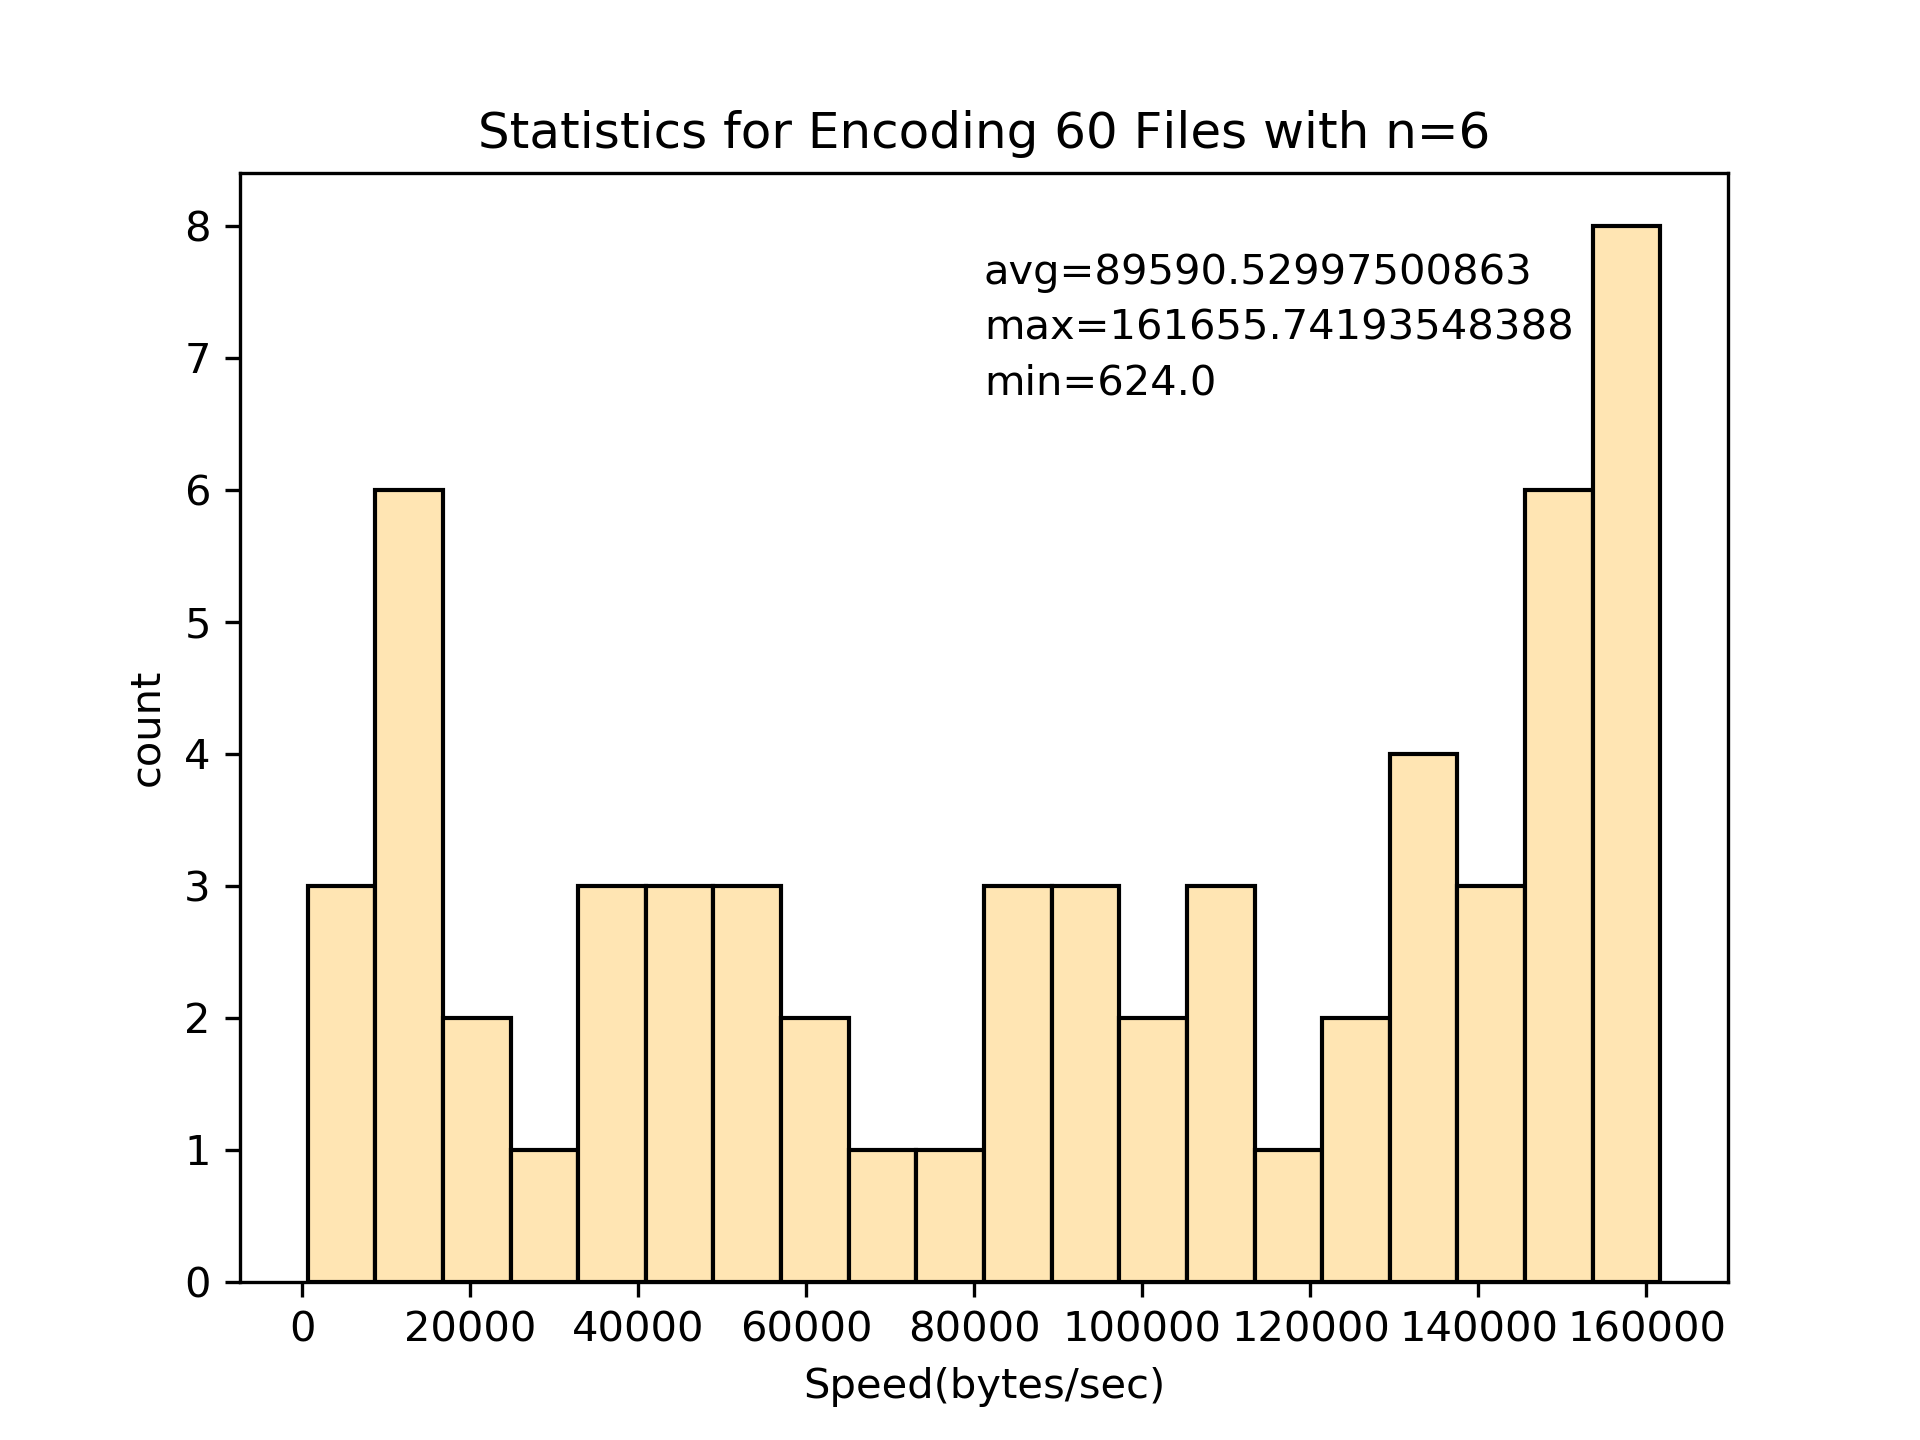 Statistics for Encoding 60 Files with n=6
avg=89590.52997500863
max=161655.74193548388
min=624.0
8
7
6
5
4
3
2
1
0
count
0 20000 40000 60000 80000 100000 120000 140000 160000
Speed(bytes/sec)